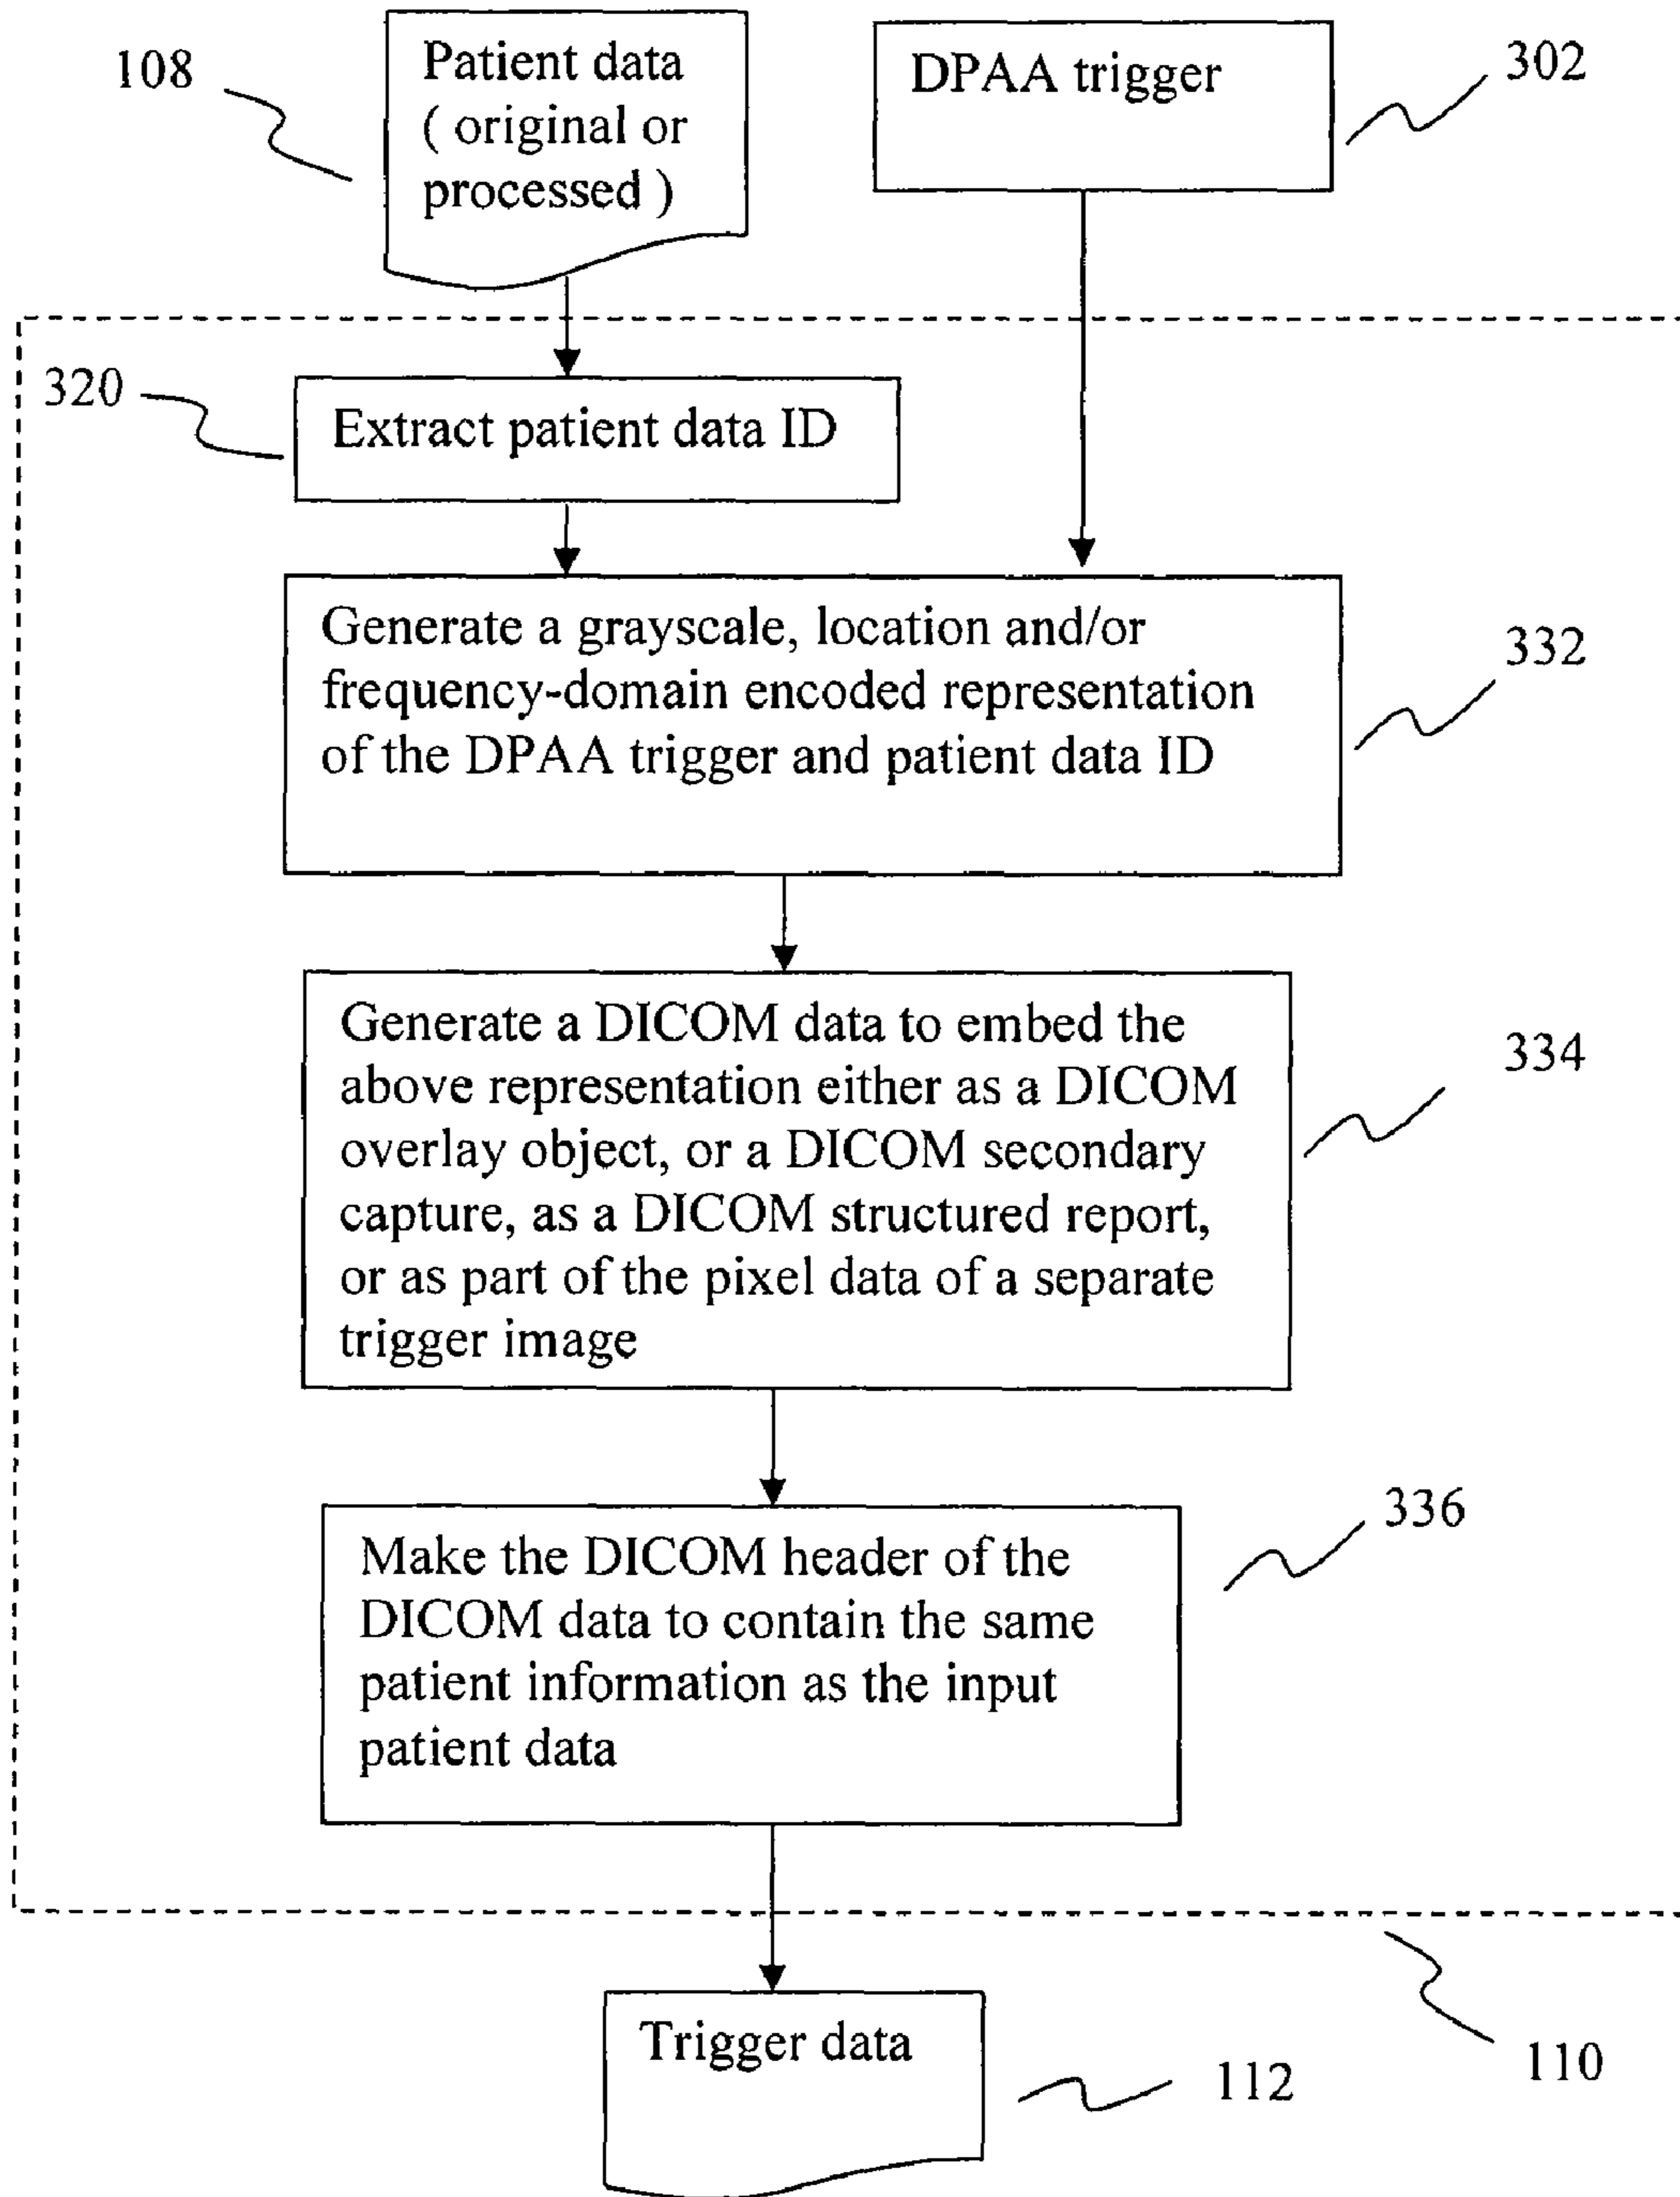 108
Patient data
( original or
processed )
DPAA trigger
302
320
Extract patient data ID
Generate a grayscale, location and/or
frequency-domain encoded representation
of the DPAA trigger and patient data ID
332
Generate a DICOM data to embed the
above representation either as a DICOM
overlay object, or a DICOM secondary
capture, as a DICOM structured report,
or as part of the pixel data of a separate
trigger image
334
Make the DICOM header of the
DICOM data to contain the same
patient information as the input
patient data
336
110
Trigger data
112